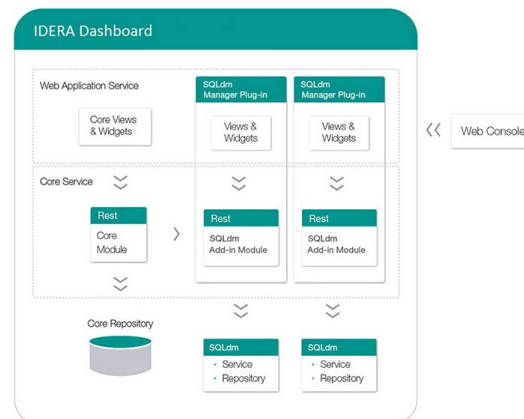 IDERA Dashboard
Web Application Service
Core Views
& Widgets
SQLdm
Manager Plug-in
Views &
Widgets
SQLdm
Manager Plug-in
Views &
Widgets
Web Console
Core Service
Rest
Core
Module
Rest
SQLdm
Add-in Module
Rest
SQLdm
Add-in Module
Core Repository
SQLdm
· Service
· Repository
SQLdm
· Service
· Repository